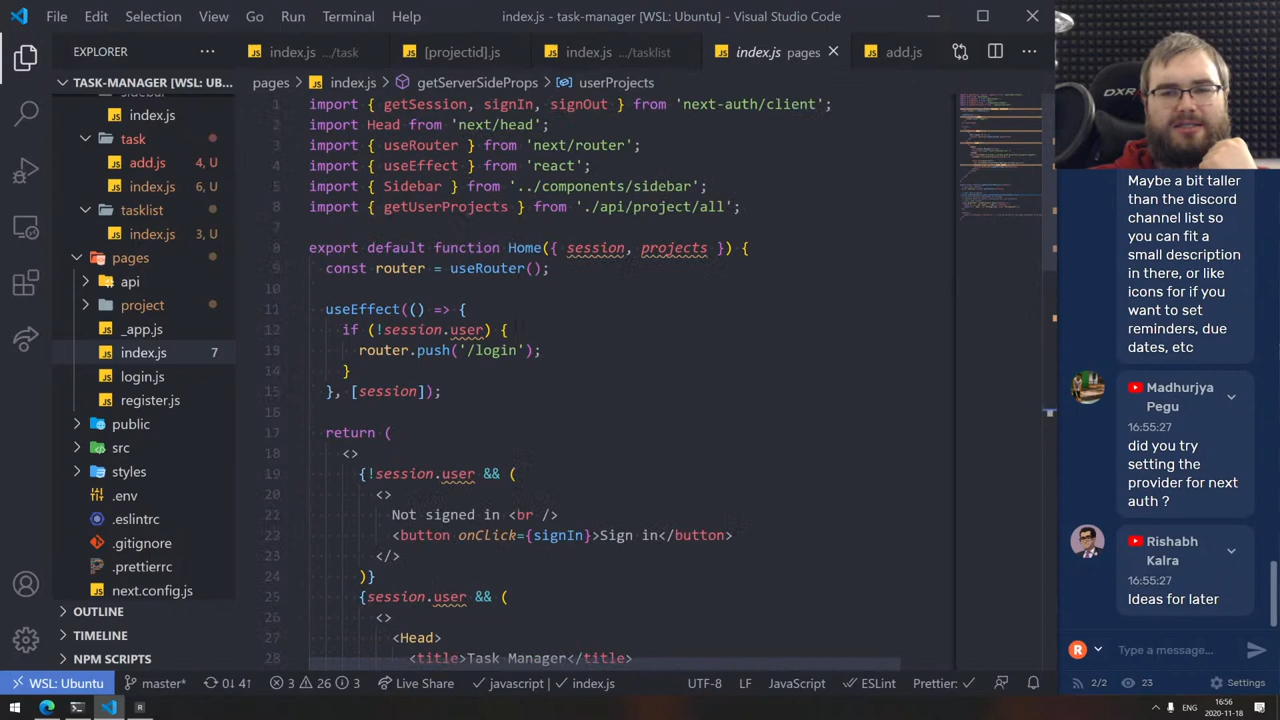 File Edit Selection View Go Run Terminal Help
index.js - task-manager [WSL: Ubuntu] - Visual Studio Code
EXPLORER
TASK-MANAGER [WSL: UB...
sidebar
index.js
task
add.js 4, U
index.js 6, U
tasklist
index.js 3, U
pages
api
project
_app.js
index.js 7
login.js
register.js
public
src
styles
.env
.eslintrc
.gitignore
.prettierrc
next.config.js
OUTLINE
TIMELINE
NPM SCRIPTS
index.js .../task
[projectid].js
index.js .../tasklist
index.js pages
add.js
pages > index.js > getServerSideProps > userProjects
import { getSession, signIn, signOut } from 'next-auth/client';
import Head from 'next/head';
3 import { useRouter } from 'next/router';
4 import { useEffect } from 'react';
5 import { Sidebar } from '../components/sidebar';
6 import { getUserProjects } from './api/project/all';
8 export default function Home({ session, projects }) {
9 const router = useRouter();
10
11 useEffect(() => {
12 if (!session.user) {
13 router.push('/login');
14 }
15 }, [session]);
16
17 return (
18 <>
19 {!session.user && (
20 <>
22 Not signed in <br />
23 <button onClick={signIn}>Sign in</button>
23 </>
24 )}
25 {session.user && (
26 <>
27 <Head>
28 <title>Task Manager</title>
DXR
Maybe a bit taller
than the discord
channel list so
you can fit a
small description
in there, or like
icons for if you
want to set
reminders, due
dates, etc
Madhurjya
Pegu
16:55:27
did you try
setting the
provider for next
auth ?
Rishabh
Kalra
16:55:27
Ideas for later
R
Type a message...
2/2 23 Settings
WSL: Ubuntu master* 0↓ 4↑ 3 26 3 Live Share javascript | index.js UTF-8 LF JavaScript ESLint Prettier: ✓
ENG
16:56
2020-11-18